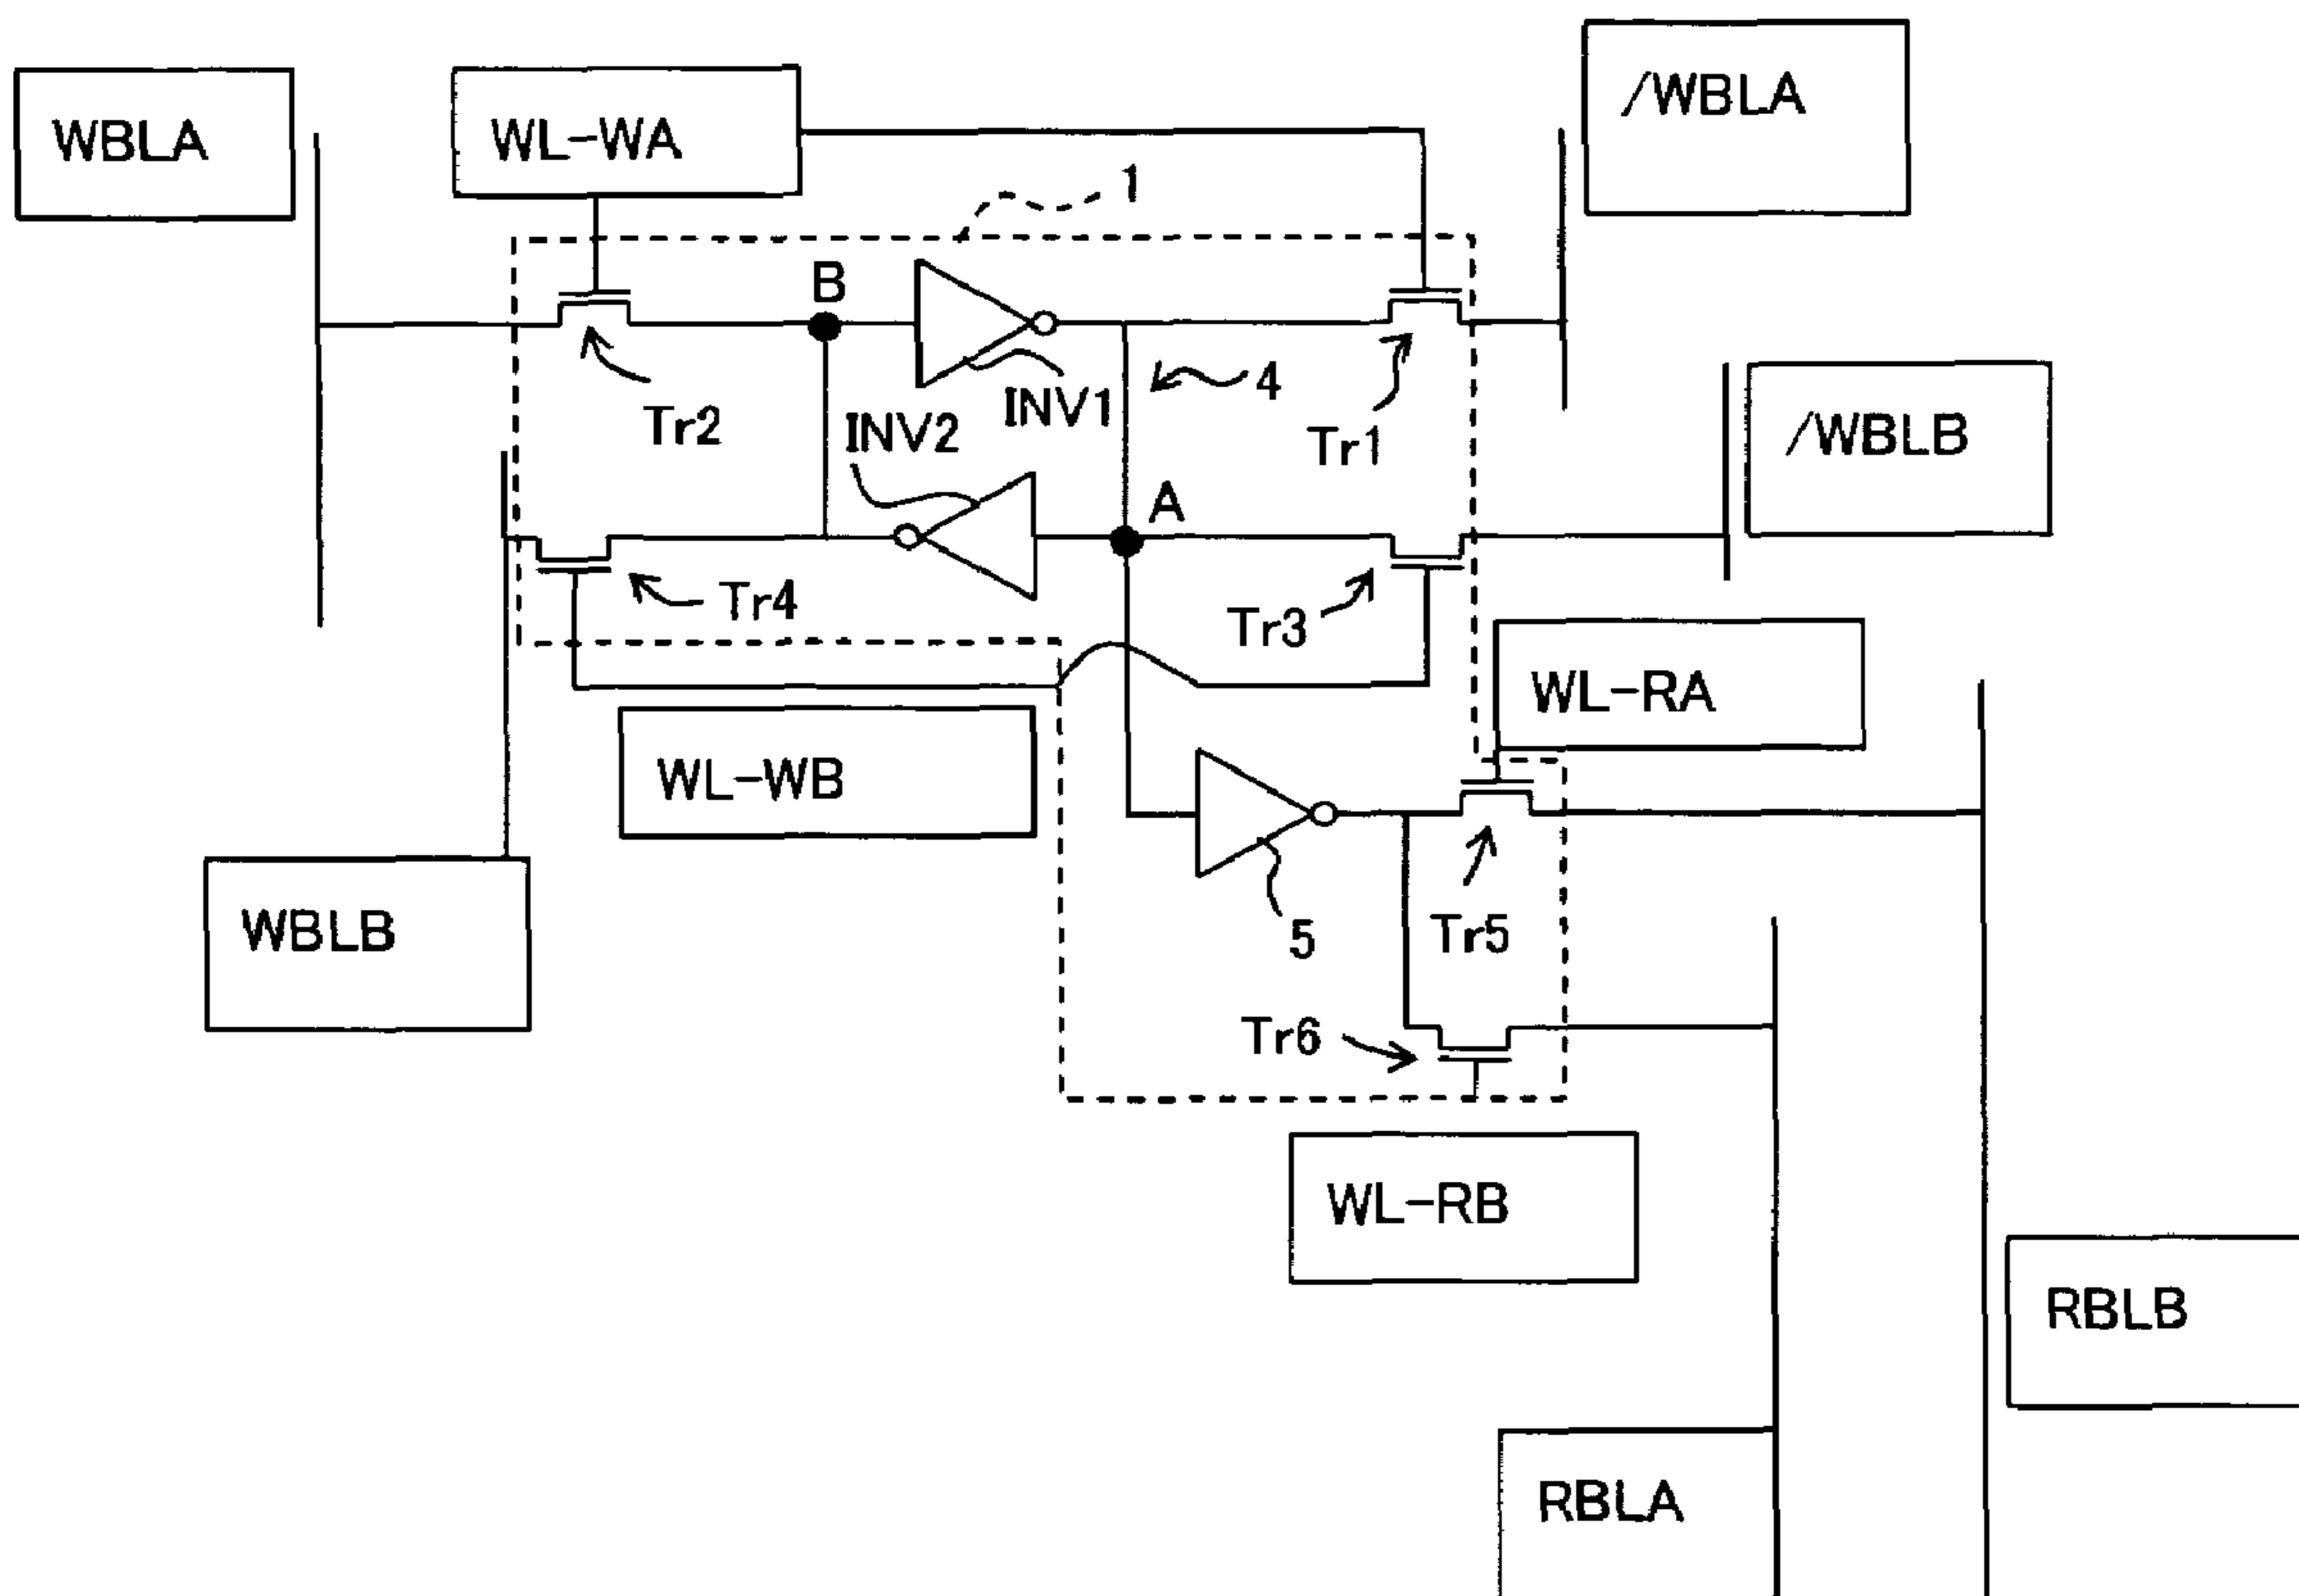 /WBLA
WBLA
WL-WA
1
B
4
INV1
Tr2
INV2
Tr1
/WBLB
A
Tr4
Tr3
WL-RA
WL-WB
WBLB
5
Tr5
Tr6
WL-RB
RBLB
RBLA